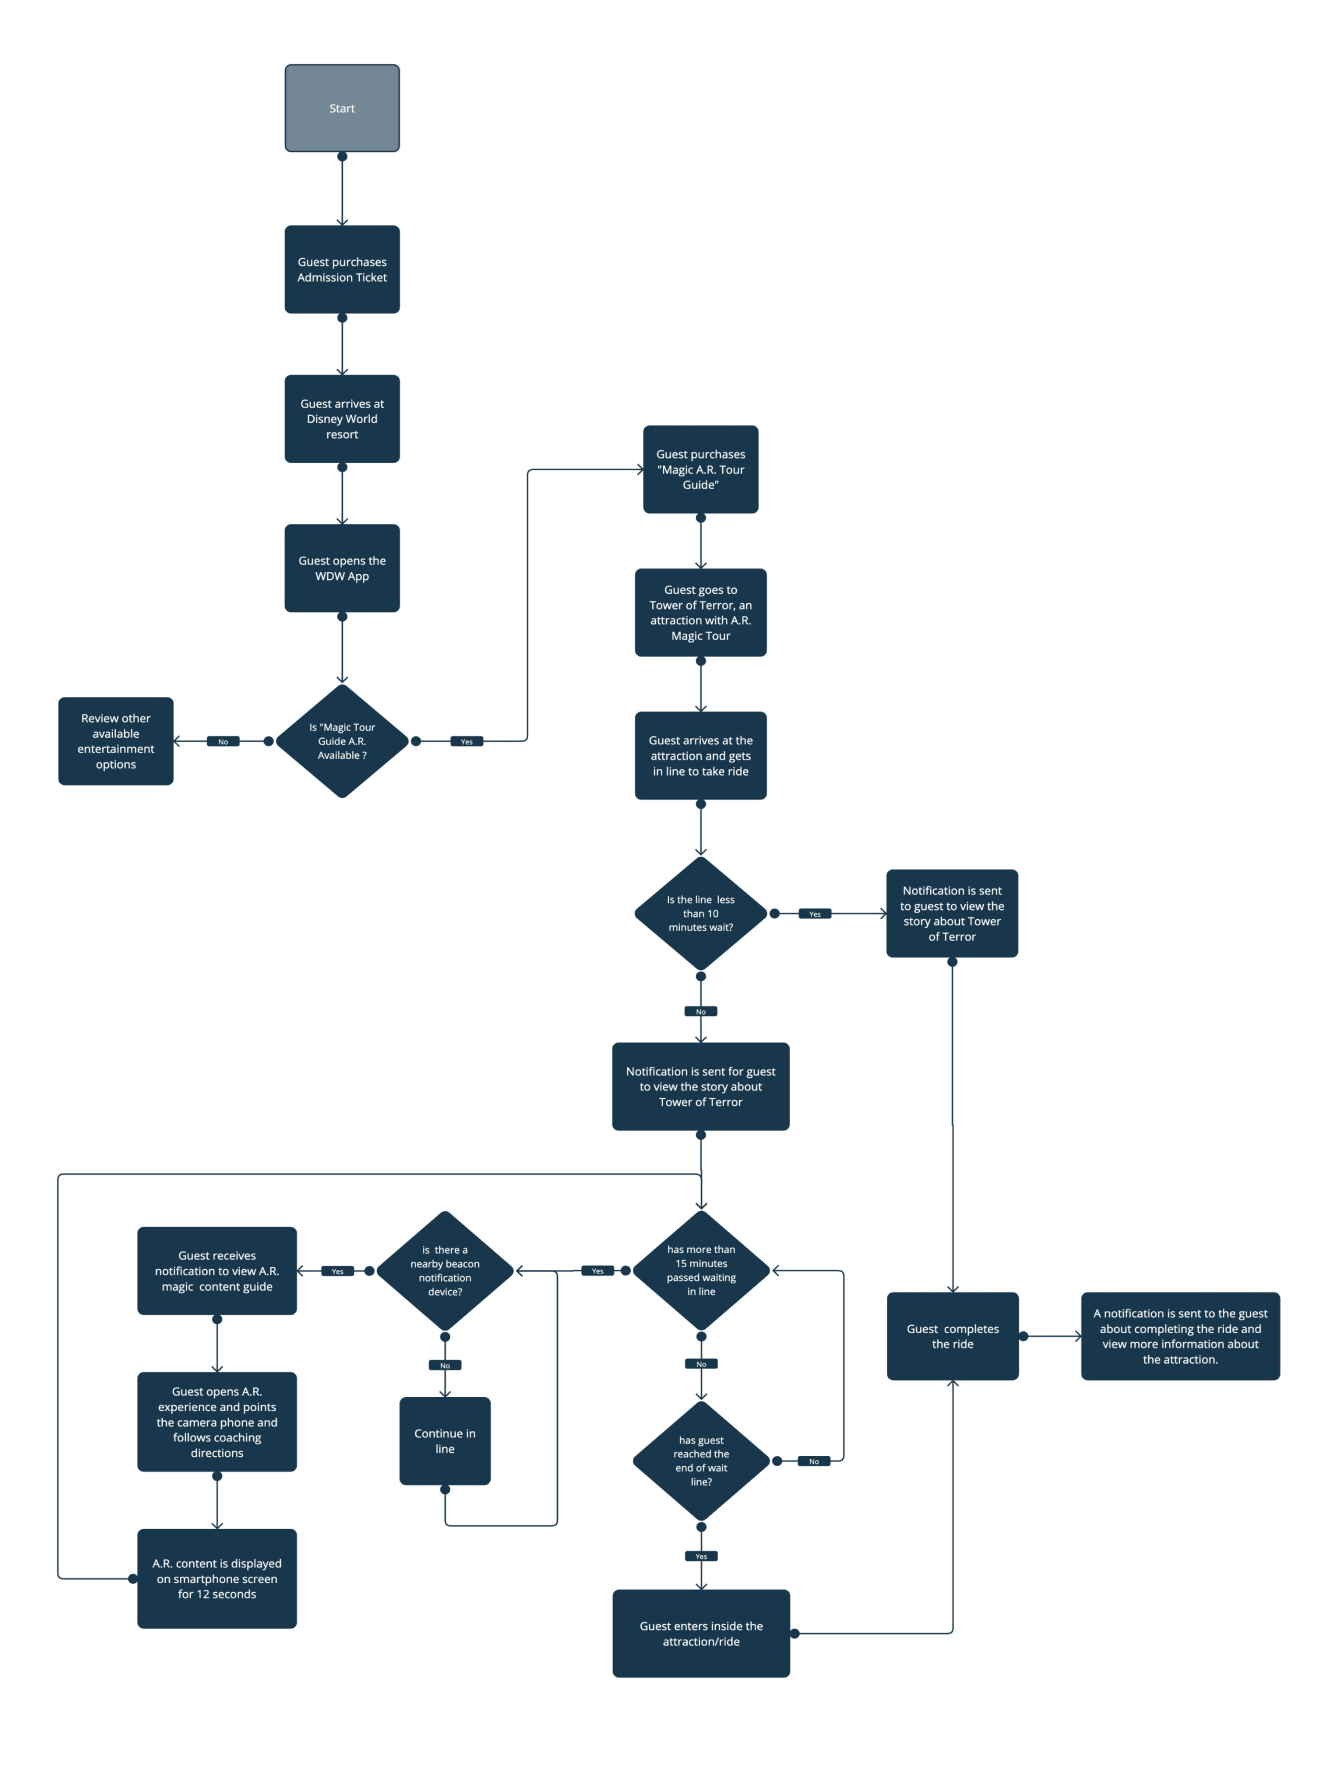 Start
Guest purchases
Admission Ticket
Guest arrives at
Disney World
resort
Guest opens the
WDW App
Is "Magic Tour
Guide A.R.
Available ?
No
Review other
available
entertainment
options
Yes
Guest purchases
"Magic A.R. Tour
Guide"
Guest goes to
Tower of Terror, an
attraction with A.R.
Magic Tour
Guest arrives at the
attraction and gets
in line to take ride
Is the line less
than 10
minutes wait?
Yes
Notification is sent
to guest to view the
story about Tower
of Terror
No
Notification is sent for guest
to view the story about
Tower of Terror
has more than
15 minutes
passed waiting
in line
Yes
is there a
nearby beacon
notification
device?
Yes
Guest receives
notification to view A.R.
magic content guide
Guest opens A.R.
experience and points
the camera phone and
follows coaching
directions
A.R. content is displayed
on smartphone screen
for 12 seconds
No
Continue in
line
No
has guest
reached the
end of wait
line?
No
Yes
Guest enters inside the
attraction/ride
Guest completes
the ride
A notification is sent to the guest
about completing the ride and
view more information about
the attraction.